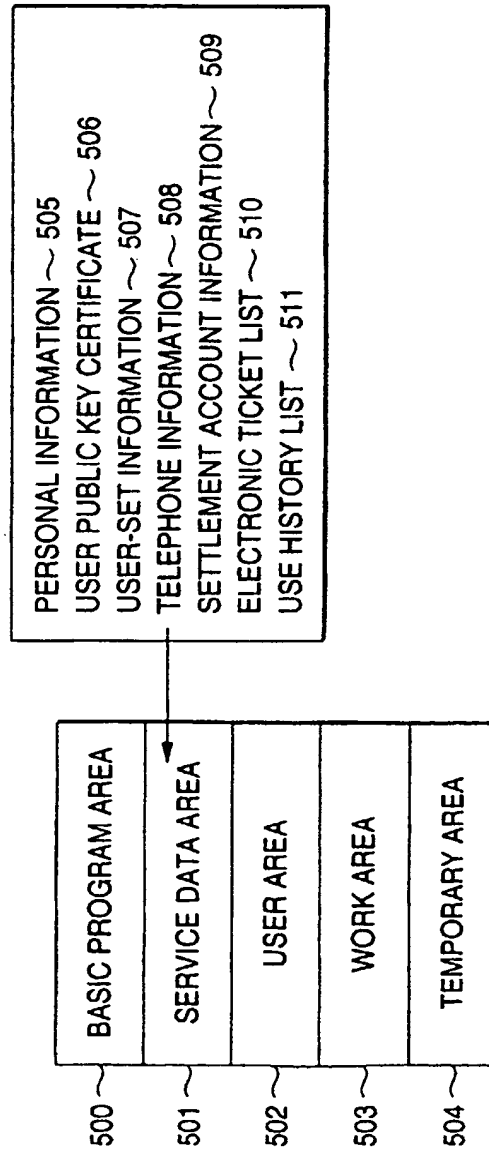 PERSONAL INFORMATION ~ 505
USER PUBLIC KEY CERTIFICATE ~ 506
USER-SET INFORMATION ~ 507
TELEPHONE INFORMATION ~ 508
SETTLEMENT ACCOUNT INFORMATION ~ 509
ELECTRONIC TICKET LIST ~ 510
USE HISTORY LIST ~ 511
500 ~ BASIC PROGRAM AREA
501 ~ SERVICE DATA AREA
502 ~ USER AREA
503 ~ WORK AREA
504 ~ TEMPORARY AREA